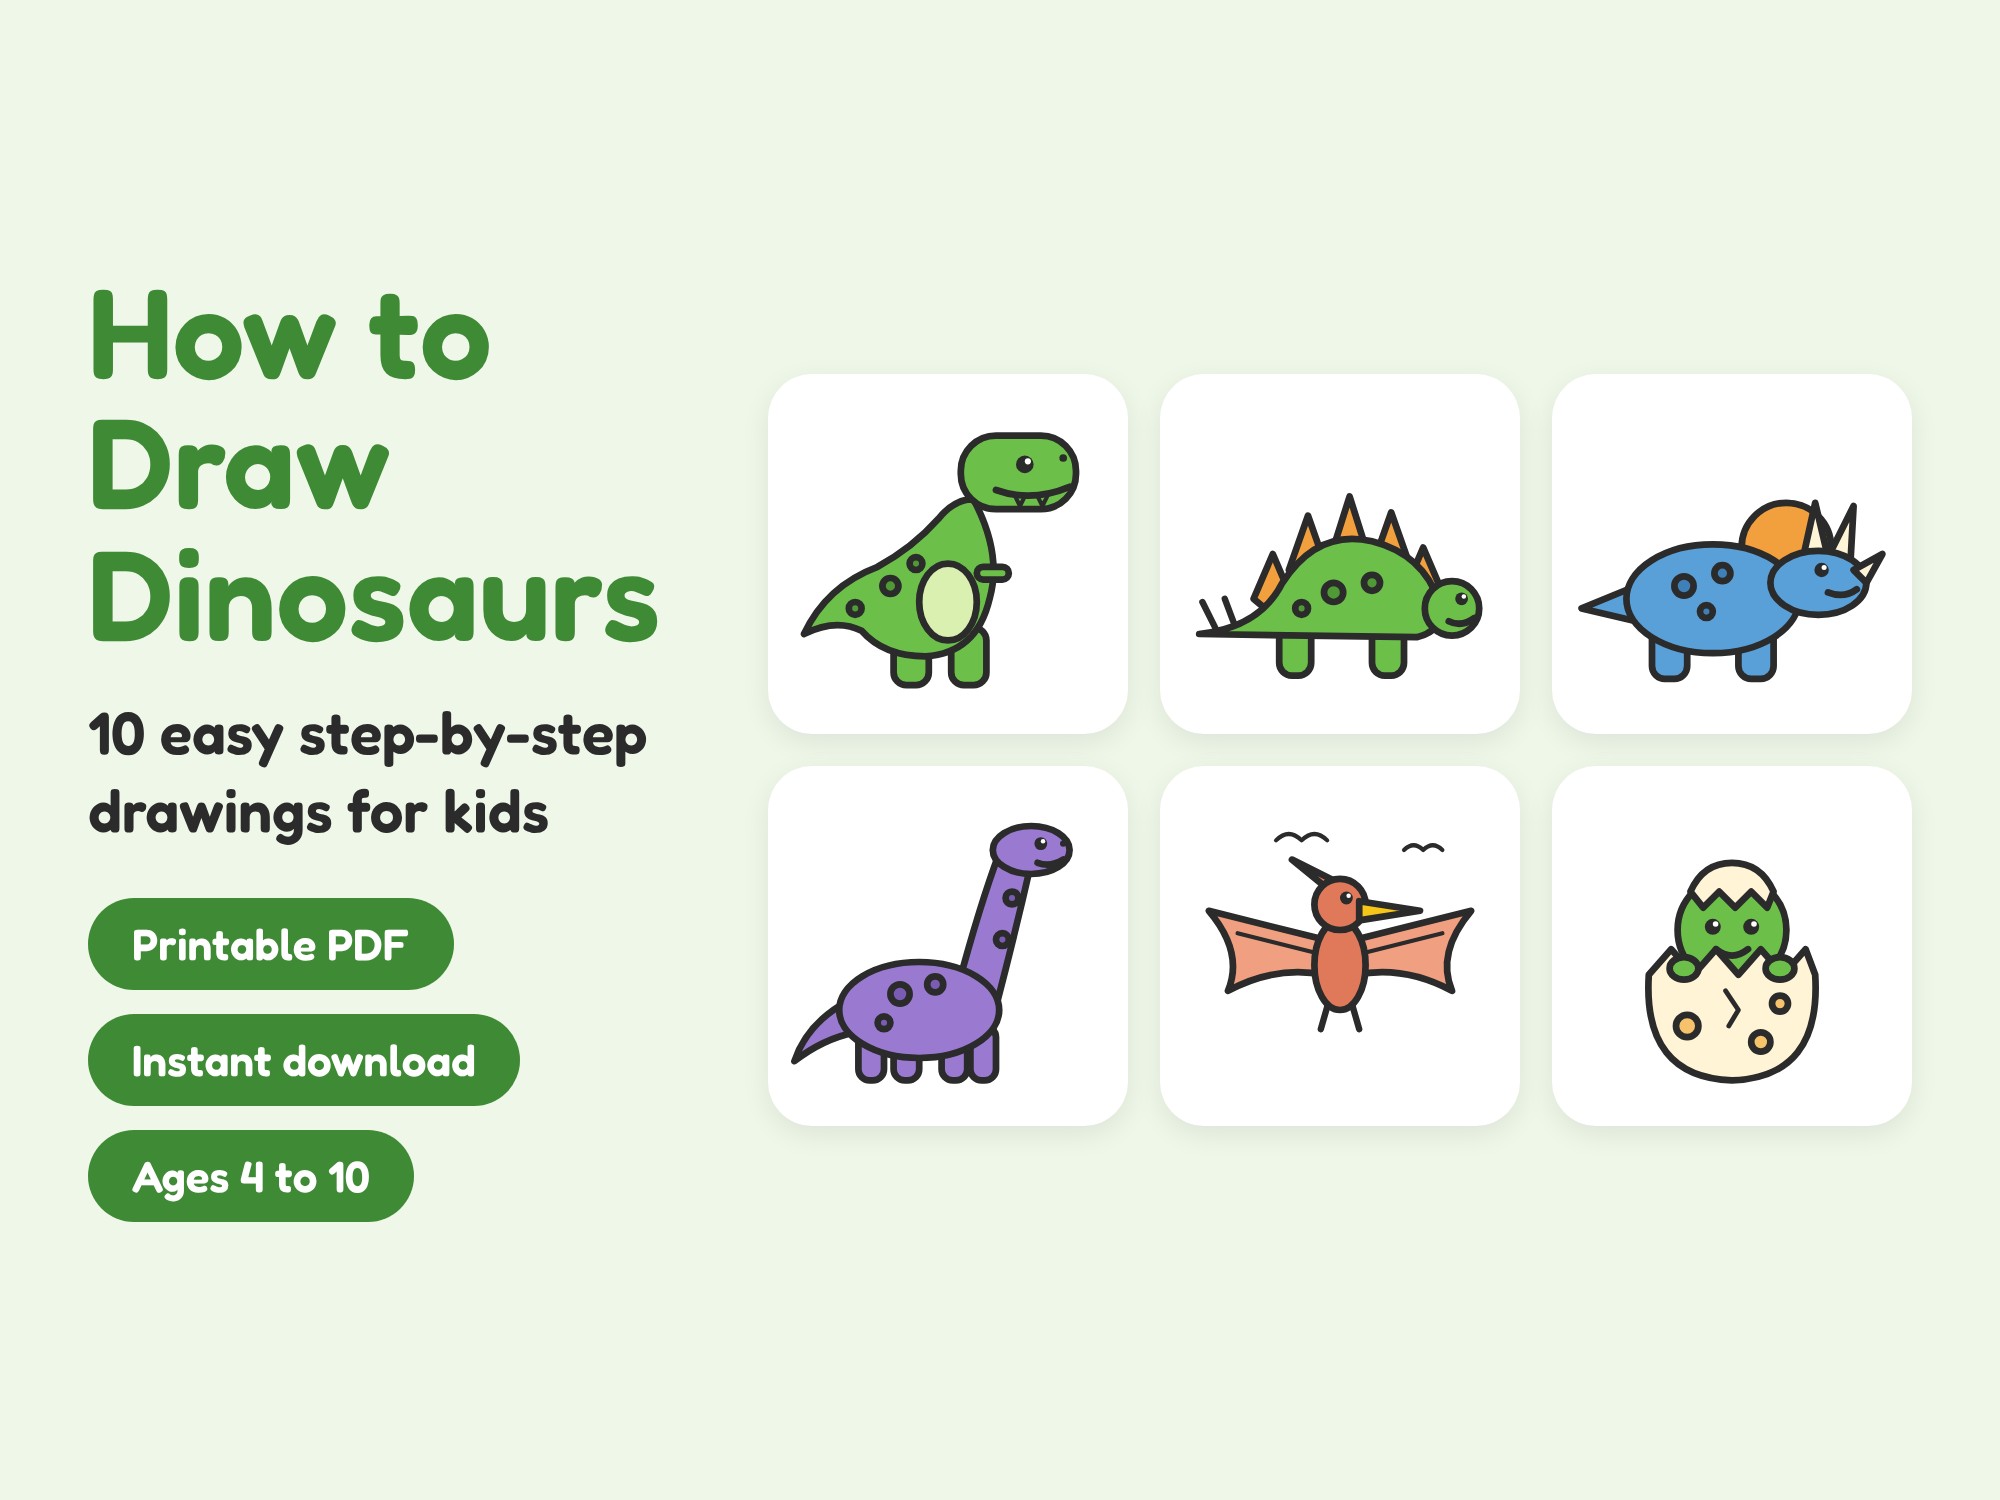 How to
Draw
Dinosaurs
10 easy step-by-step
drawings for kids
Printable PDF
Instant download
Ages 4 to 10